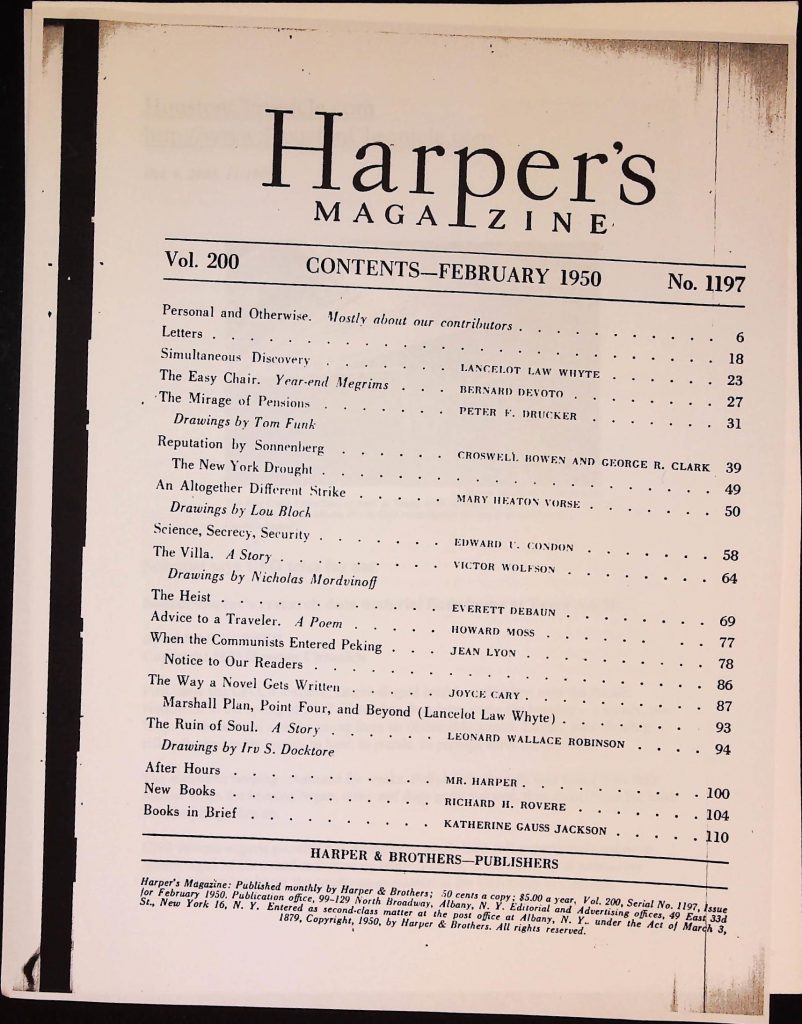 Harper's
MAGAZINE
Vol. 200 CONTENTS—FEBRUARY 1950 No. 1197
Personal and Otherwise. Mostly about our contributors . . . . . . . . . . . 6
Letters . . . . . . . . . . . . . . . . . . . . . . . . 18
Simultaneous Discovery . . . . . . . LANCELOT LAW WHYTE . . . . . . 23
The Easy Chair. Year-end Megrims . . . BERNARD DEVOTO . . . . . . . 27
The Mirage of Pensions . . . . . . . PETER F. DRUCKER . . . . . . . 31
Drawings by Tom Funk
Reputation by Sonnenberg . . . . . . CROSWELL BOWEN AND GEORGE R. CLARK 39
The New York Drought . . . . . . . . . . . . . . . . . . . 49
An Altogether Different Strike . . . . . MARY HEATON VORSE . . . . . . 50
Drawings by Lou Block
Science, Secrecy, Security . . . . . . EDWARD U. CONDON . . . . . . 58
The Villa. A Story . . . . . . . . VICTOR WOLFSON . . . . . . . 64
Drawings by Nicholas Mordvinoff
The Heist . . . . . . . . . . . EVERETT DEBAUN . . . . . . . 69
Advice to a Traveler. A Poem . . . . . HOWARD MOSS . . . . . . . . 77
When the Communists Entered Peking . . . JEAN LYON . . . . . . . . . 78
Notice to Our Readers . . . . . . . . . . . . . . . . . . . 86
The Way a Novel Gets Written . . . . . JOYCE CARY . . . . . . . . . 87
Marshall Plan, Point Four, and Beyond (Lancelot Law Whyte) . . . . . . . . 93
The Ruin of Soul. A Story . . . . . . LEONARD WALLACE ROBINSON . . . . 94
Drawings by Irv S. Docktore
After Hours . . . . . . . . . . MR. HARPER . . . . . . . . . 100
New Books . . . . . . . . . . . RICHARD H. ROVERE . . . . . . . 104
Books in Brief . . . . . . . . . KATHERINE GAUSS JACKSON . . . . . 110
HARPER & BROTHERS—PUBLISHERS
Harper's Magazine: Published monthly by Harper & Brothers; 50 cents a copy; $5.00 a year, Vol. 200, Serial No. 1197, Issue
for February 1950. Publication office, 99-129 North Broadway, Albany, N. Y. Editorial and Advertising offices, 49 East 33d
St., New York 16, N. Y. Entered as second-class matter at the post office at Albany, N. Y., under the Act of March 3,
1879, Copyright, 1950, by Harper & Brothers. All rights reserved.